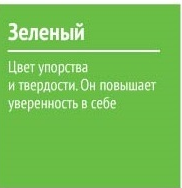 Зеленый
Цвет упорства
и твердости. Он повышает
уверенность в себе